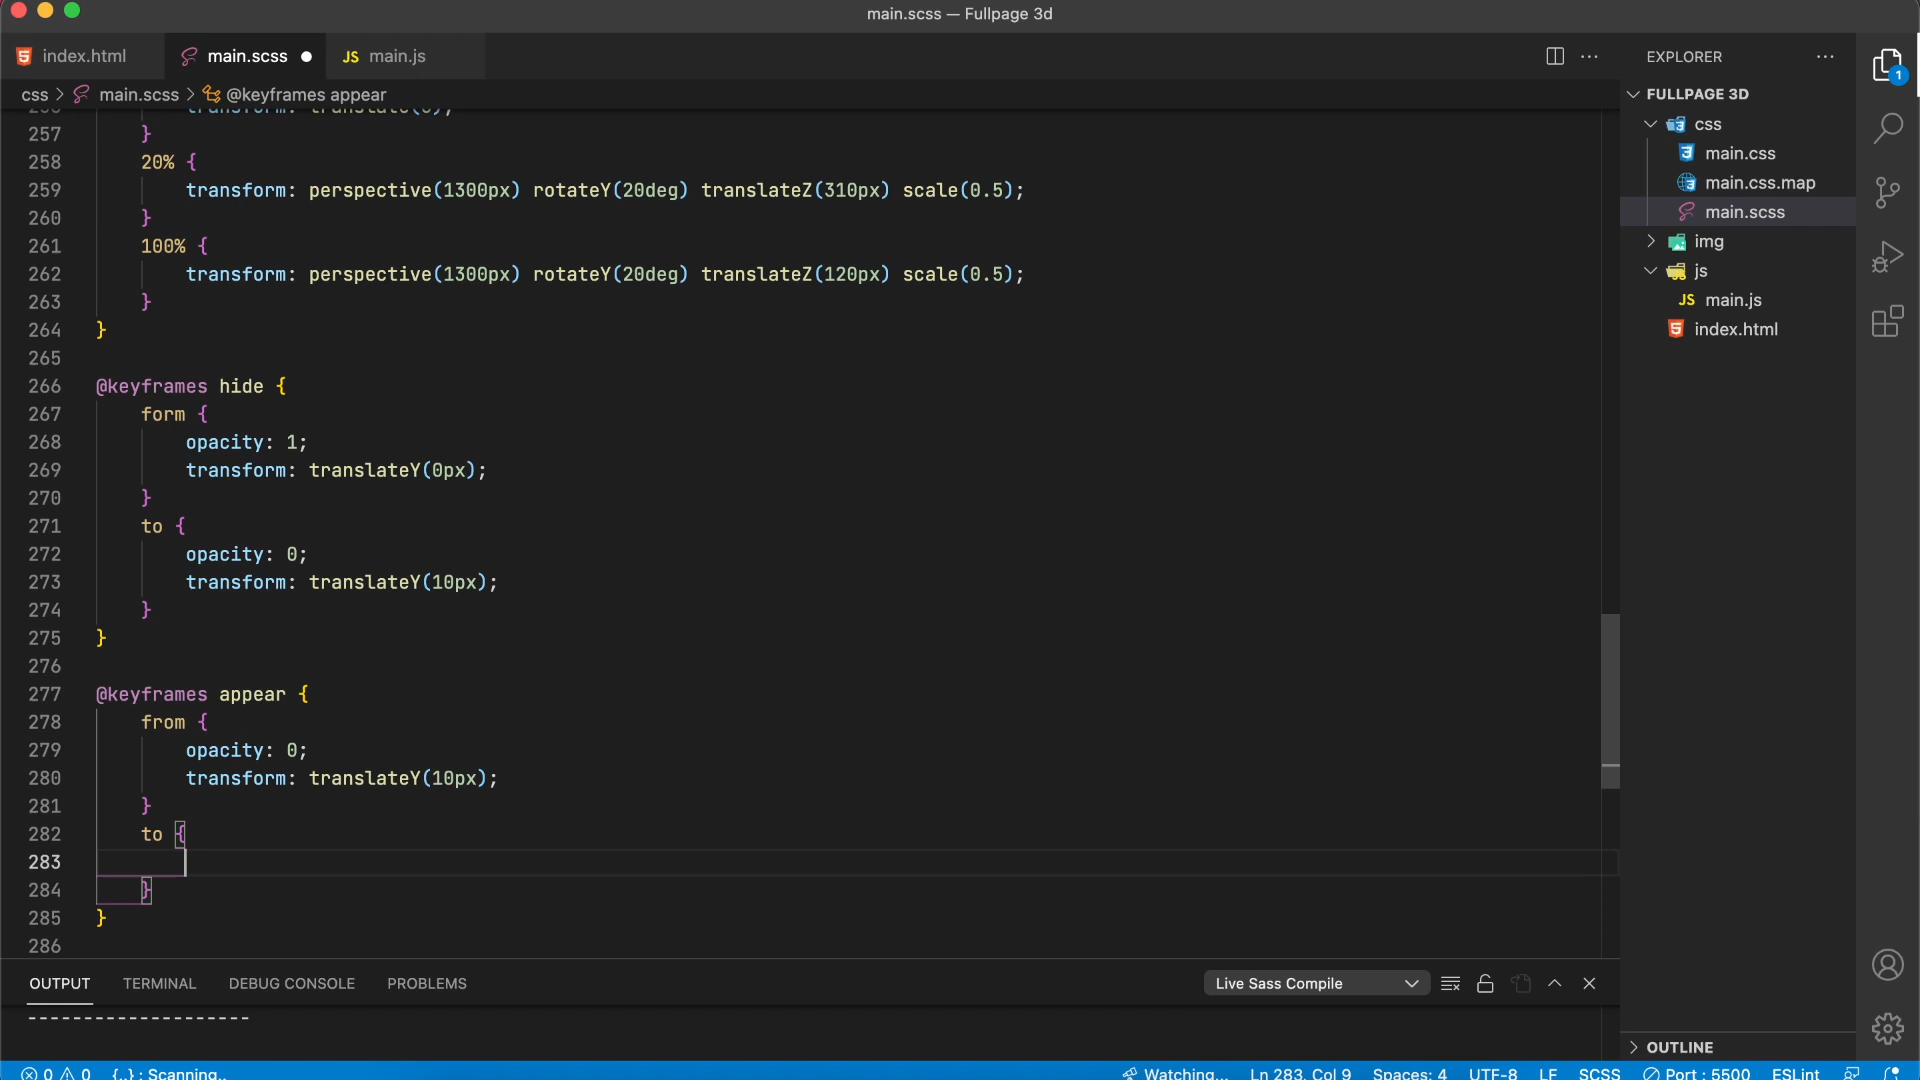 main.scss — Fullpage 3d
index.html
main.scss
JS main.js
EXPLORER
css > main.scss > @keyframes appear
256 transform: translate(0);
257 }
258 20% {
259 transform: perspective(1300px) rotateY(20deg) translateZ(310px) scale(0.5);
260 }
261 100% {
262 transform: perspective(1300px) rotateY(20deg) translateZ(120px) scale(0.5);
263 }
264 }
265
266 @keyframes hide {
267 form {
268 opacity: 1;
269 transform: translateY(0px);
270 }
271 to {
272 opacity: 0;
273 transform: translateY(10px);
274 }
275 }
276
277 @keyframes appear {
278 from {
279 opacity: 0;
280 transform: translateY(10px);
281 }
282 to {
283
284 }
285 }
286
FULLPAGE 3D
css
main.css
main.css.map
main.scss
img
js
JS main.js
index.html
1
OUTPUT
TERMINAL
DEBUG CONSOLE
PROBLEMS
Live Sass Compile
--------------------
OUTLINE
0 0 {..} : Scanning..
Watching...
Ln 283, Col 9
Spaces: 4
UTF-8
LF
SCSS
Port : 5500
ESLint